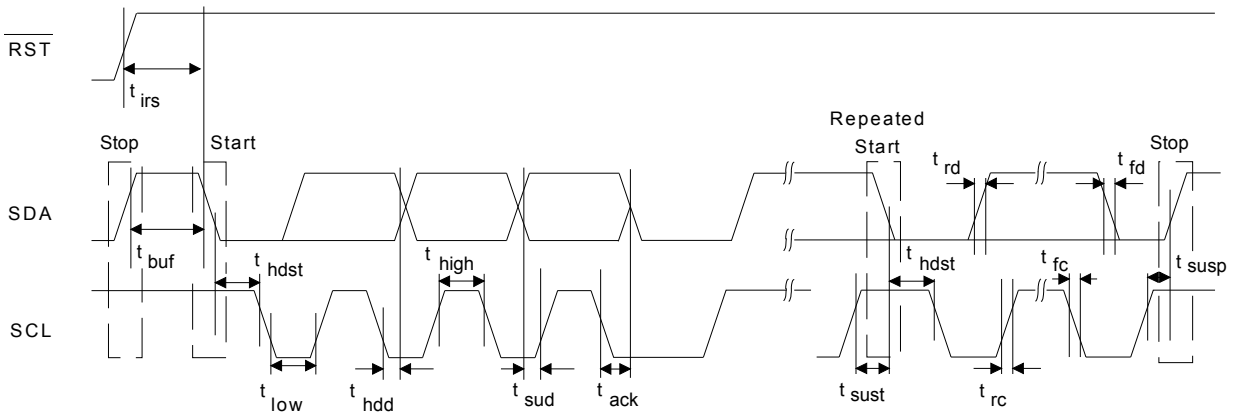 RST
t irs
Repeated
Stop
Start
Start
Stop
t rd
t fd
SDA
t buf
t hdst
t high
t hdst
t fc
t susp
SCL
t low
t hdd
t sud
t ack
t sust
t rc